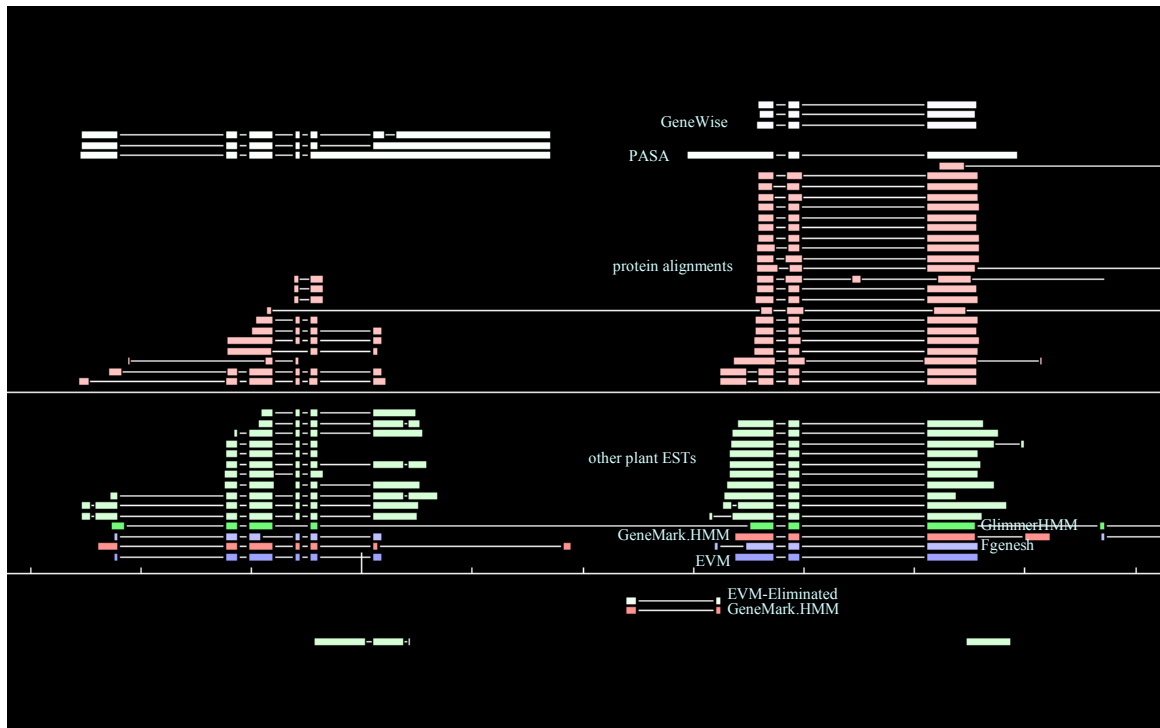 GeneWise
PASA
protein alignments
other plant ESTs
GlimmerHMM
GeneMark.HMM
Fgenesh
EVM
EVM-Eliminated
GeneMark.HMM